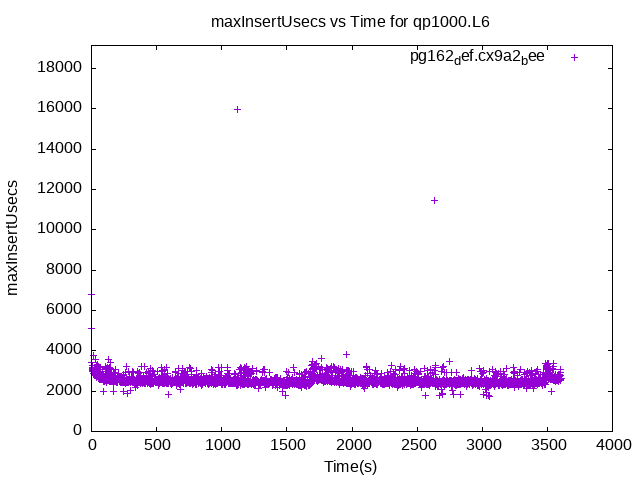 maxInsertUsecs vs Time for qp1000.L6
pg162def.cx9a2bee
18000
16000
14000
12000
10000
8000
6000
4000
2000
0
maxInsertUsecs
0 500 1000 1500 2000 2500 3000 3500 4000
Time(s)